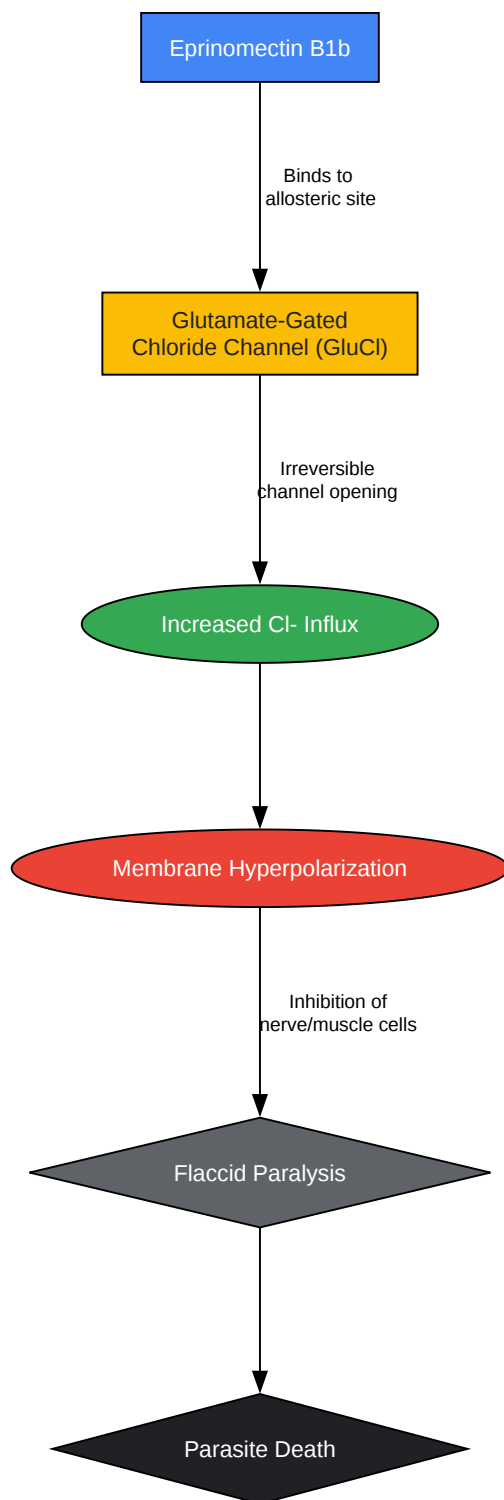 Eprinomectin B1b
Binds to
allosteric site
Glutamate-Gated
Chloride Channel (GluCl)
Irreversible
channel opening
Increased Cl- Influx
Membrane Hyperpolarization
Inhibition of
nerve/muscle cells
Flaccid Paralysis
Parasite Death